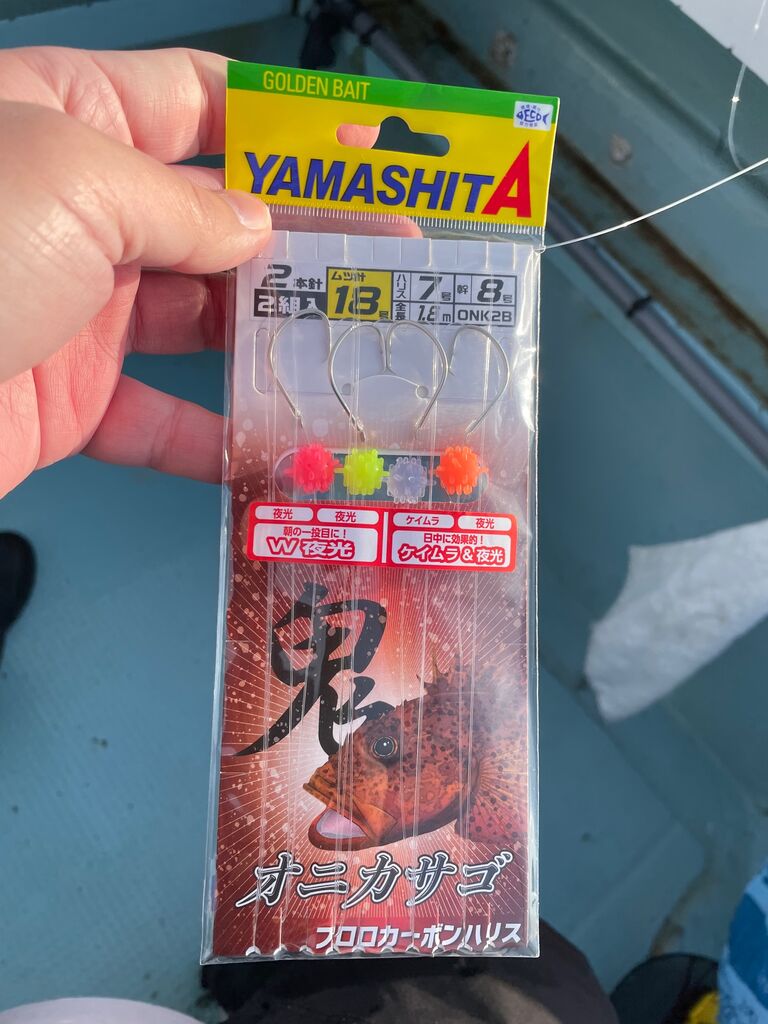 GOLDEN BAIT
ECO
YAMASHITA
2本針 ムツ針 18号 ハリス 7号 幹 8号
2組入 全長 1.8m ONK2B
夜光 夜光 ケイムラ 夜光
朝の一投目に! 日中に効果的!
W夜光 ケイムラ&夜光
鬼
オニカサゴ
フロロカーボンハリス